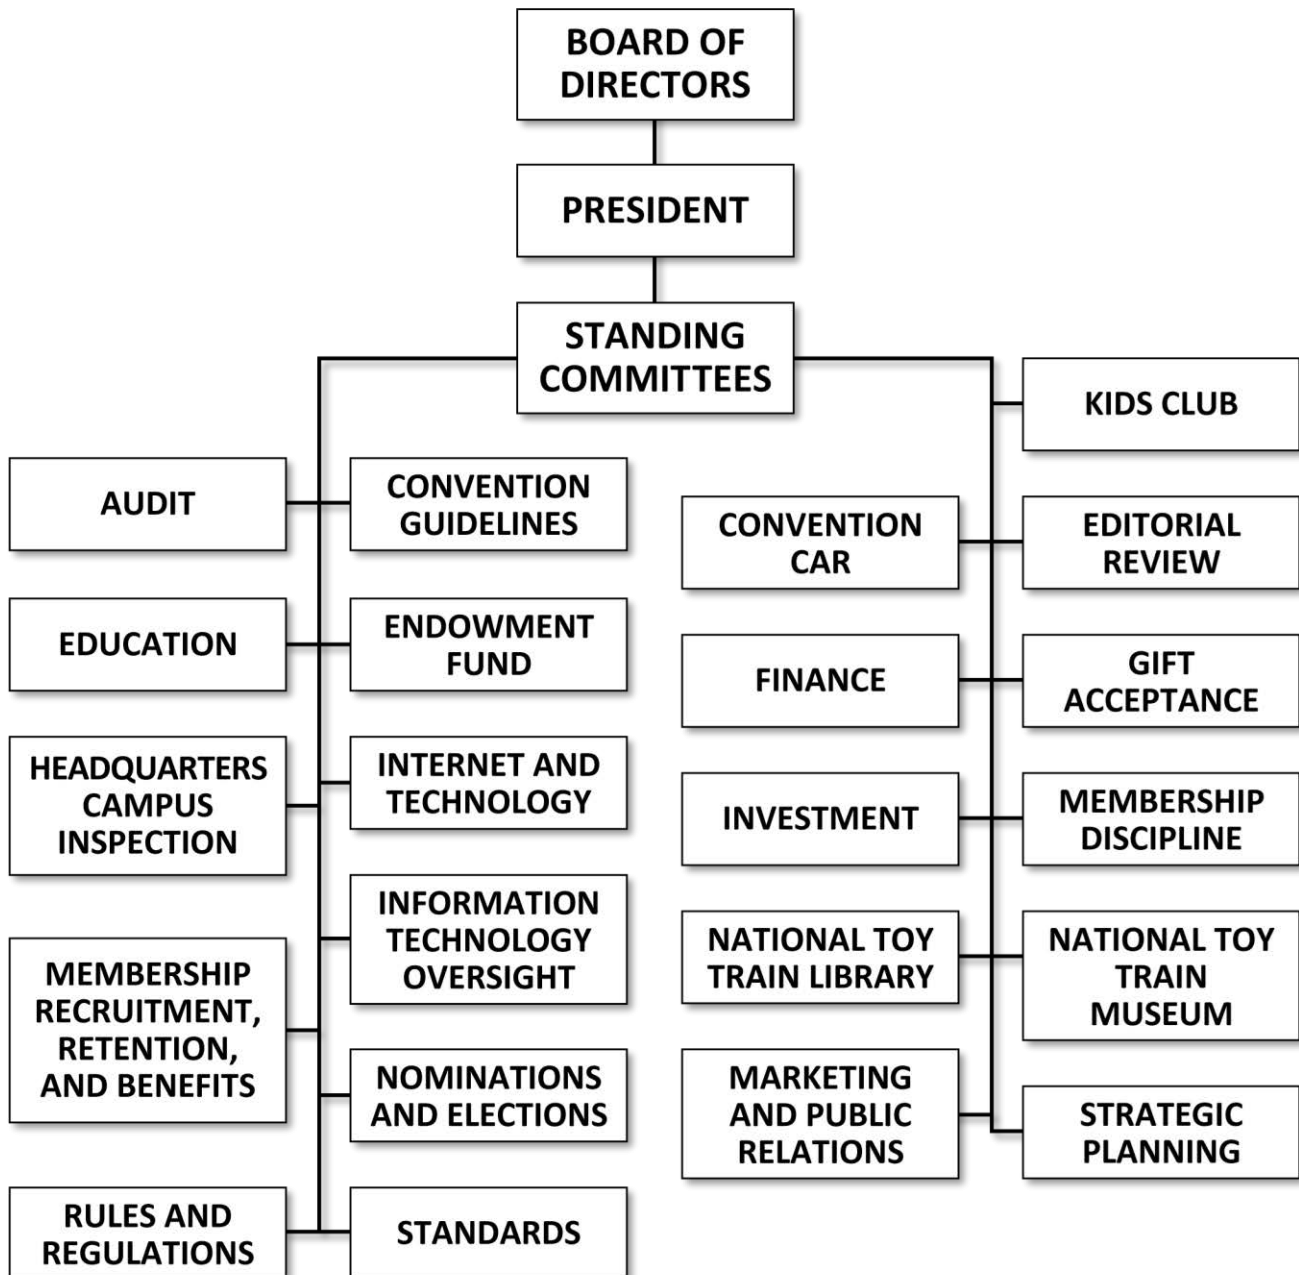 BOARD OF
DIRECTORS
PRESIDENT
STANDING
COMMITTEES
AUDIT
CONVENTION
GUIDELINES
EDUCATION
ENDOWMENT
FUND
HEADQUARTERS
CAMPUS
INSPECTION
INTERNET AND
TECHNOLOGY
INFORMATION
TECHNOLOGY
OVERSIGHT
MEMBERSHIP
RECRUITMENT,
RETENTION,
AND BENEFITS
NOMINATIONS
AND ELECTIONS
RULES AND
REGULATIONS
STANDARDS
KIDS CLUB
CONVENTION
CAR
EDITORIAL
REVIEW
FINANCE
GIFT
ACCEPTANCE
INVESTMENT
MEMBERSHIP
DISCIPLINE
NATIONAL TOY
TRAIN LIBRARY
NATIONAL TOY
TRAIN
MUSEUM
MARKETING
AND PUBLIC
RELATIONS
STRATEGIC
PLANNING